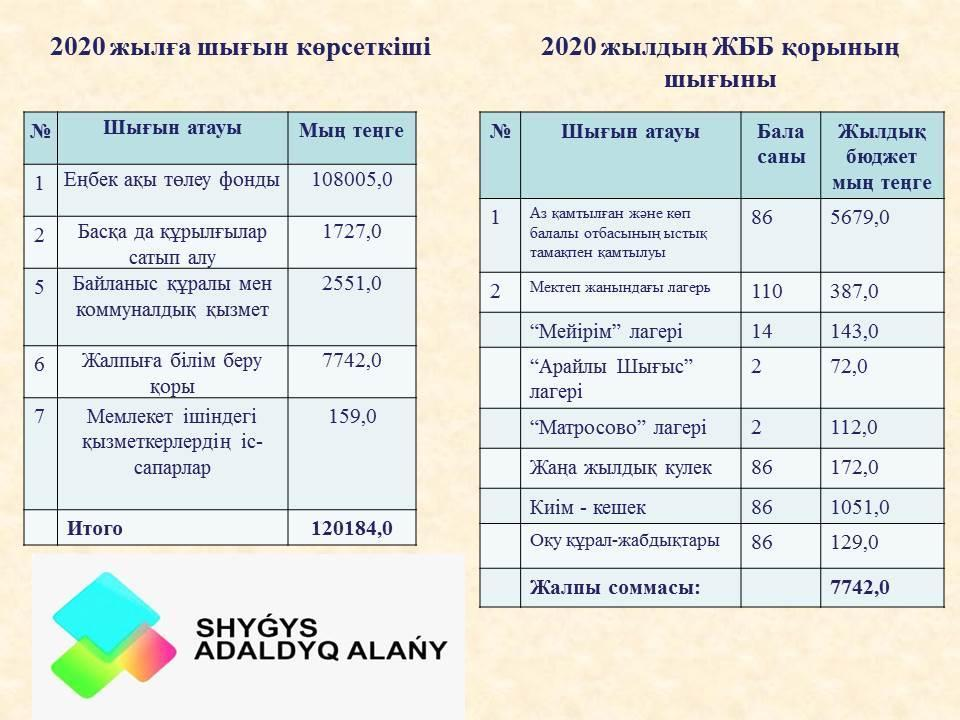 2020 жылға шығын көрсеткіші
№ Шығын атауы Мың теңге
1 Еңбек ақы төлеу фонды 108005,0
2 Басқа да құрылғылар 1727,0
сатып алу
5 Байланыс құралы мен 2551,0
коммуналдық қызмет
6 Жалпыға білім беру 7742,0
қоры
7 Мемлекет ішіндегі 159,0
қызметкерлердің іс-
сапарлар
Итого 120184,0
2020 жылдың ЖББ қорының
шығыны
№ Шығын атауы Бала Жылдық
саны бюджет
мың теңге
1 Аз қамтылған және көп 86 5679,0
балалы отбасының ыстық
тамақпен қамтылуы
2 Мектеп жанындағы лагерь 110 387,0
“Мейірім” лагері 14 143,0
“Арайлы Шығыс” 2 72,0
лагері
“Матросово” лагері 2 112,0
Жаңа жылдық кулек 86 172,0
Киім - кешек 86 1051,0
Оқу құрал-жабдықтары 86 129,0
Жалпы соммасы: 7742,0
SHYǴYS
ADALDYQ ALAŃY